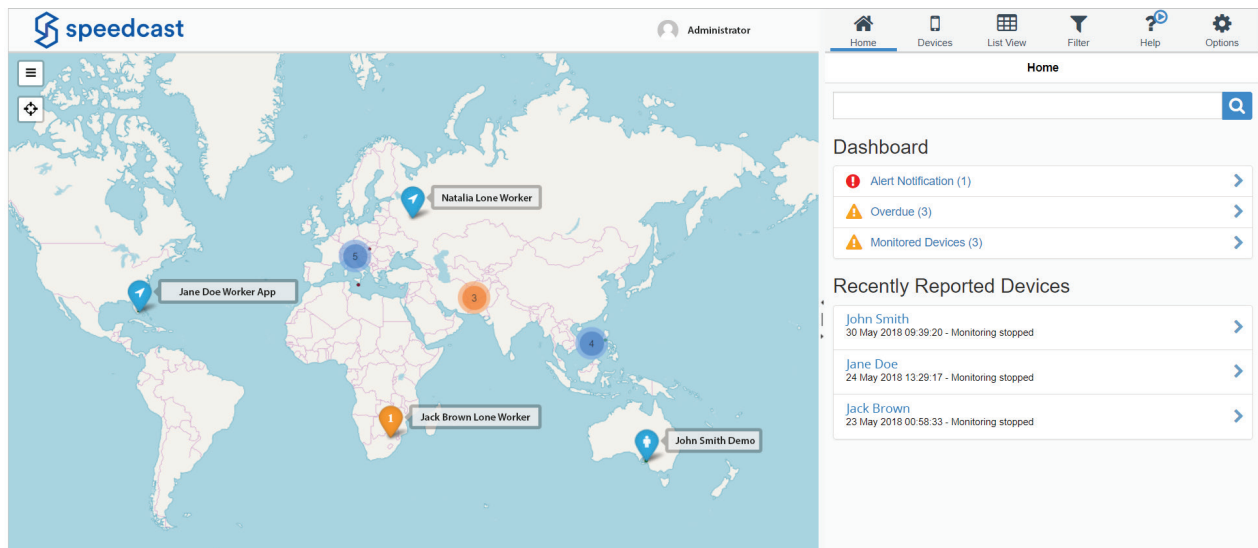 speedcast
Administrator
Home
Devices
List View
Filter
Help
Options
Home
Natalia Lone Worker
5
Jane Doe Worker App
3
4
Jack Brown Lone Worker
1
John Smith Demo
Dashboard
Alert Notification (1)
Overdue (3)
Monitored Devices (3)
Recently Reported Devices
John Smith
30 May 2018 09:39:20 - Monitoring stopped
Jane Doe
24 May 2018 13:29:17 - Monitoring stopped
Jack Brown
23 May 2018 00:58:33 - Monitoring stopped